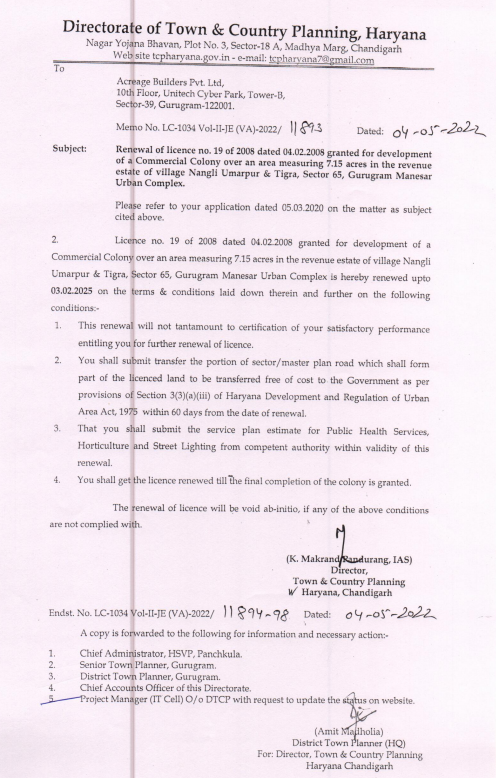 Directorate of Town & Country Planning, Haryana
Nagar Yojana Bhavan, Plot No. 3, Sector-18 A, Madhya Marg, Chandigarh
Web site tcpharyana.gov.in - e-mail: tcpharyana7@gmail.com
To
Acreage Builders Pvt. Ltd,
10th Floor, Unitech Cyber Park, Tower-B,
Sector-39, Gurugram-122001.
Memo No. LC-1034 Vol-II-JE (VA)-2022/ 11893 Dated: 04-05-2022
Subject: Renewal of licence no. 19 of 2008 dated 04.02.2008 granted for development
of a Commercial Colony over an area measuring 7.15 acres in the revenue
estate of village Nangli Umarpur & Tigra, Sector 65, Gurugram Manesar
Urban Complex.
Please refer to your application dated 05.03.2020 on the matter as subject
cited above.
2. Licence no. 19 of 2008 dated 04.02.2008 granted for development of a
Commercial Colony over an area measuring 7.15 acres in the revenue estate of village Nangli
Umarpur & Tigra, Sector 65, Gurugram Manesar Urban Complex is hereby renewed upto
03.02.2025 on the terms & conditions laid down therein and further on the following
conditions:-
1. This renewal will not tantamount to certification of your satisfactory performance
entitling you for further renewal of licence.
2. You shall submit transfer the portion of sector/master plan road which shall form
part of the licenced land to be transferred free of cost to the Government as per
provisions of Section 3(3)(a)(iii) of Haryana Development and Regulation of Urban
Area Act, 1975 within 60 days from the date of renewal.
3. That you shall submit the service plan estimate for Public Health Services,
Horticulture and Street Lighting from competent authority within validity of this
renewal.
4. You shall get the licence renewed till the final completion of the colony is granted.
The renewal of licence will be void ab-initio, if any of the above conditions
are not complied with.
(K. Makrand Pandurang, IAS)
Director,
Town & Country Planning
Haryana, Chandigarh
Endst. No. LC-1034 Vol-II-JE (VA)-2022/ 11894-98 Dated: 04-05-2022
A copy is forwarded to the following for information and necessary action:-
1. Chief Administrator, HSVP, Panchkula.
2. Senior Town Planner, Gurugram.
3. District Town Planner, Gurugram.
4. Chief Accounts Officer of this Directorate.
5. Project Manager (IT Cell) O/o DTCP with request to update the status on website.
(Amit Madholia)
District Town Planner (HQ)
For: Director, Town & Country Planning
Haryana Chandigarh